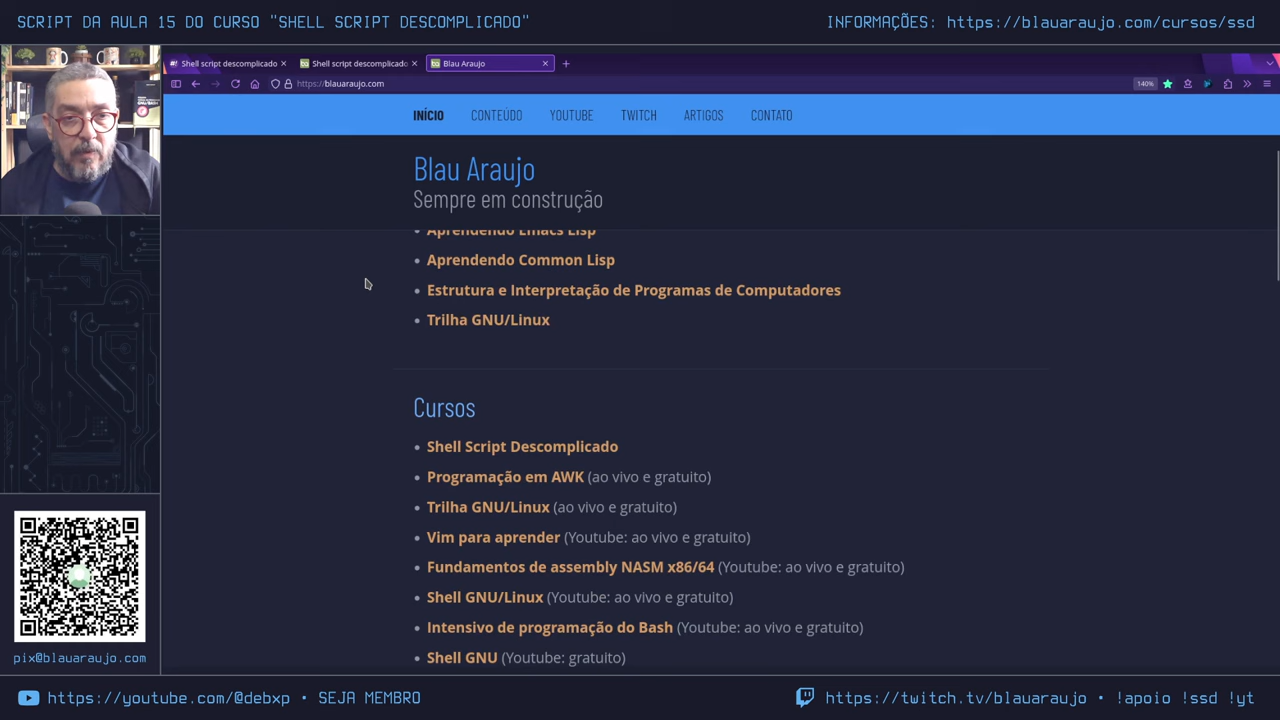 SCRIPT DA AULA 15 DO CURSO "SHELL SCRIPT DESCOMPLICADO"
INFORMAÇÕES: https://blauaraujo.com/cursos/ssd
Shell script descomplicado
Shell script descomplicado
Blau Araujo
https://blauaraujo.com
140%
INÍCIO
CONTEÚDO
YOUTUBE
TWITCH
ARTIGOS
CONTATO
Blau Araujo
Sempre em construção
• Aprendendo Emacs Lisp
• Aprendendo Common Lisp
• Estrutura e Interpretação de Programas de Computadores
• Trilha GNU/Linux
Cursos
• Shell Script Descomplicado
• Programação em AWK (ao vivo e gratuito)
• Trilha GNU/Linux (ao vivo e gratuito)
• Vim para aprender (Youtube: ao vivo e gratuito)
• Fundamentos de assembly NASM x86/64 (Youtube: ao vivo e gratuito)
• Shell GNU/Linux (Youtube: ao vivo e gratuito)
• Intensivo de programação do Bash (Youtube: ao vivo e gratuito)
• Shell GNU (Youtube: gratuito)
pix@blauaraujo.com
https://youtube.com/@debxp • SEJA MEMBRO
https://twitch.tv/blauaraujo • !apoio !ssd !yt